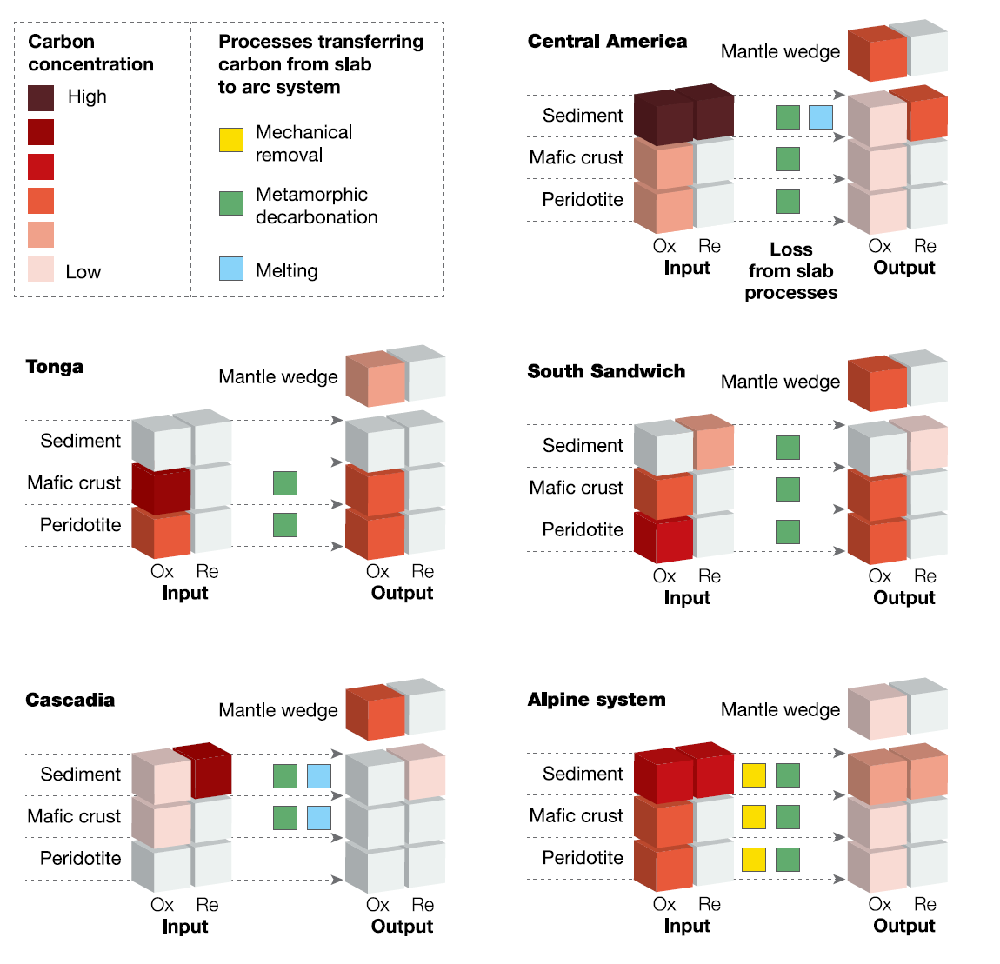 Carbon
concentration
High
Low
Processes transferring
carbon from slab
to arc system
Mechanical
removal
Metamorphic
decarbonation
Melting
Central America
Mantle wedge
Sediment
Mafic crust
Peridotite
Ox Re
Input
Loss
from slab
processes
Ox Re
Output
Tonga
Mantle wedge
Sediment
Mafic crust
Peridotite
Ox Re
Input
Ox Re
Output
South Sandwich
Mantle wedge
Sediment
Mafic crust
Peridotite
Ox Re
Input
Ox Re
Output
Cascadia
Mantle wedge
Sediment
Mafic crust
Peridotite
Ox Re
Input
Ox Re
Output
Alpine system
Mantle wedge
Sediment
Mafic crust
Peridotite
Ox Re
Input
Ox Re
Output